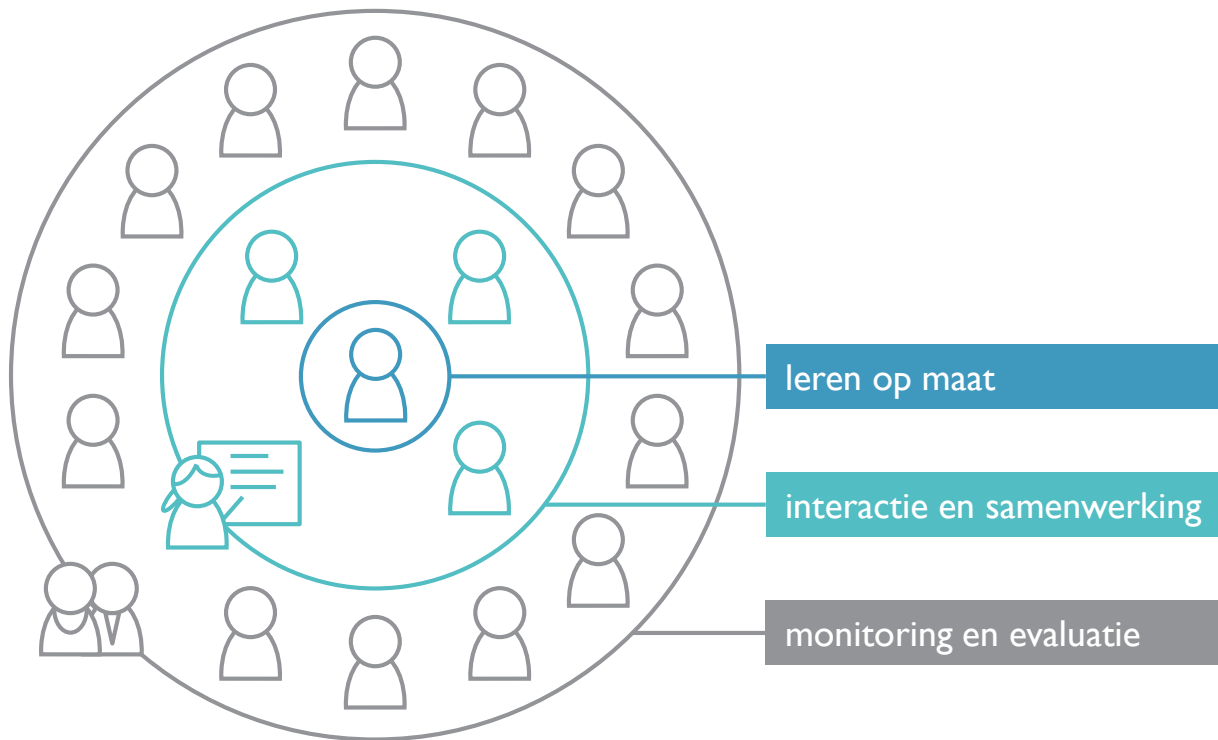 leren op maat
interactie en samenwerking
monitoring en evaluatie